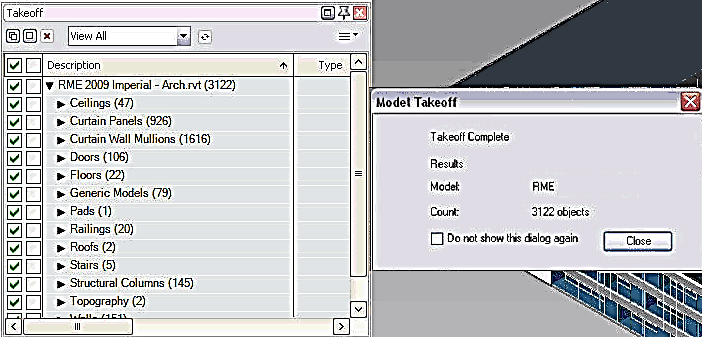 Takeoff
View All
Description Type
RME 2009 Imperial - Arch.rvt (3122)
Ceilings (47)
Curtain Panels (926)
Curtain Wall Mullions (1616)
Doors (106)
Floors (22)
Generic Models (79)
Pads (1)
Railings (20)
Roofs (2)
Stairs (5)
Structural Columns (145)
Topography (2)
Walls (151)
Model Takeoff
Takeoff Complete
Results
Model: RME
Count: 3122 objects
Do not show this dialog again
Close